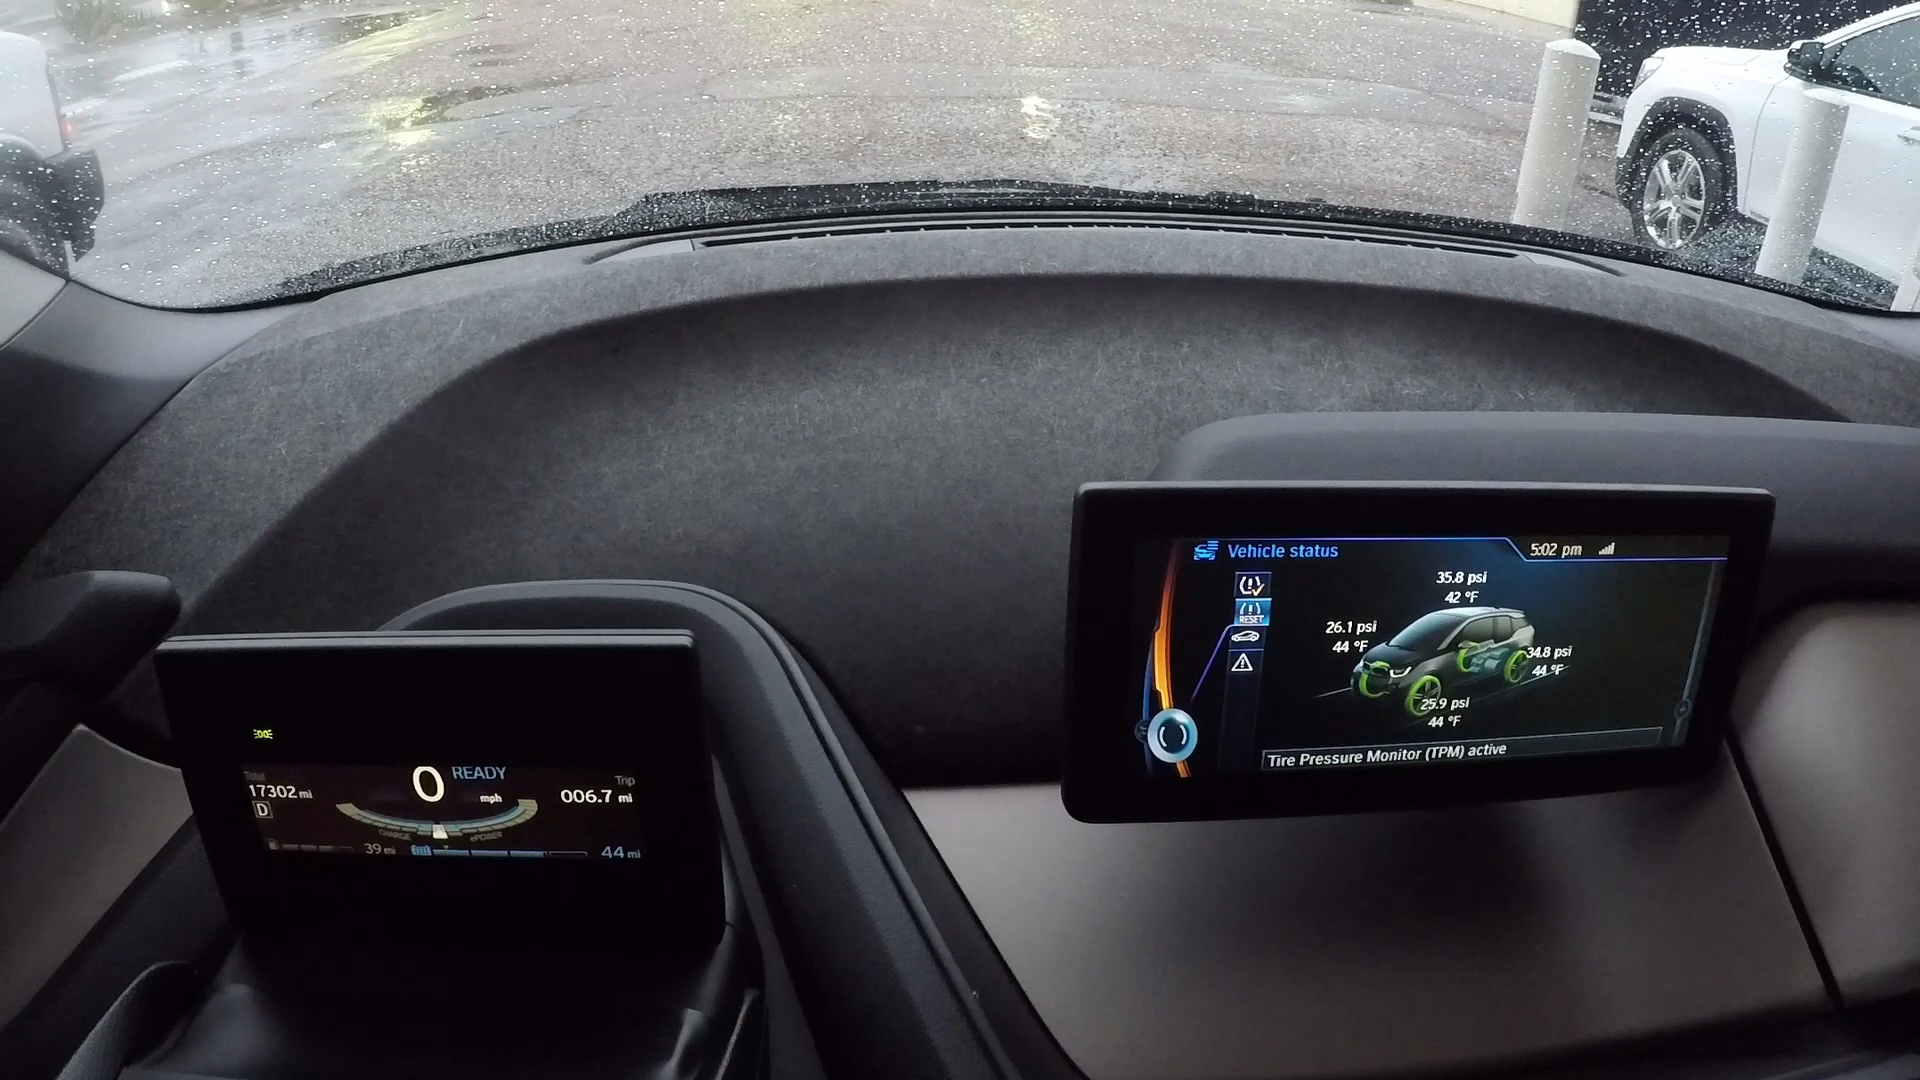 Vehicle status
5:02 pm
35.8 psi
42 °F
RESET
26.1 psi
44 °F
34.8 psi
44 °F
25.9 psi
44 °F
Tire Pressure Monitor (TPM) active
0 READY
mph
Total
17302 mi
D
Trip
006.7 mi
CHARGE
ePOWER
39 mi
44 mi